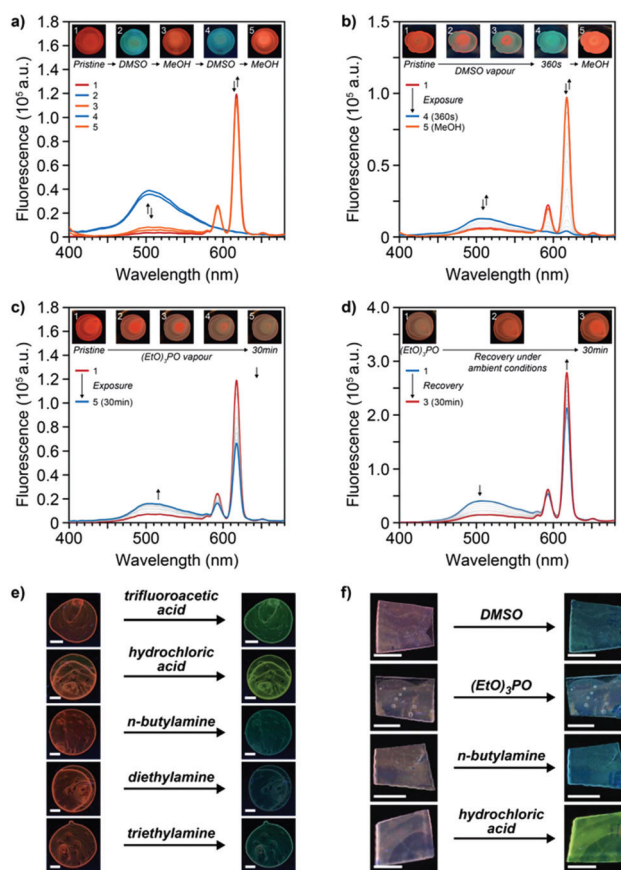 a)
1 2 3 4 5
Pristine → DMSO → MeOH → DMSO → MeOH
1
2
3
4
5
Fluorescence (10⁵ a.u.)
1.8
1.6
1.4
1.2
1.0
0.8
0.6
0.4
0.2
0
400 500 600
Wavelength (nm)
b)
1 2 3 4 5
Pristine → 360s → MeOH
DMSO vapour
1
Exposure
4 (360s)
5 (MeOH)
Fluorescence (10⁵ a.u.)
1.5
1.0
0.5
0
400 500 600
Wavelength (nm)
c)
1 2 3 4 5
Pristine → 30min
(EtO)₃PO vapour
1
Exposure
5 (30min)
Fluorescence (10⁵ a.u.)
1.8
1.6
1.4
1.2
1.0
0.8
0.6
0.4
0.2
0
400 500 600
Wavelength (nm)
d)
1 2 3
(EtO)₃PO → 30min
Recovery under
ambient conditions
1
Recovery
3 (30min)
Fluorescence (10⁵ a.u.)
4.0
3.0
2.0
1.0
0
400 500 600
Wavelength (nm)
e)
trifluoroacetic
acid
hydrochloric
acid
n-butylamine
diethylamine
triethylamine
f)
DMSO
(EtO)₃PO
n-butylamine
hydrochloric
acid